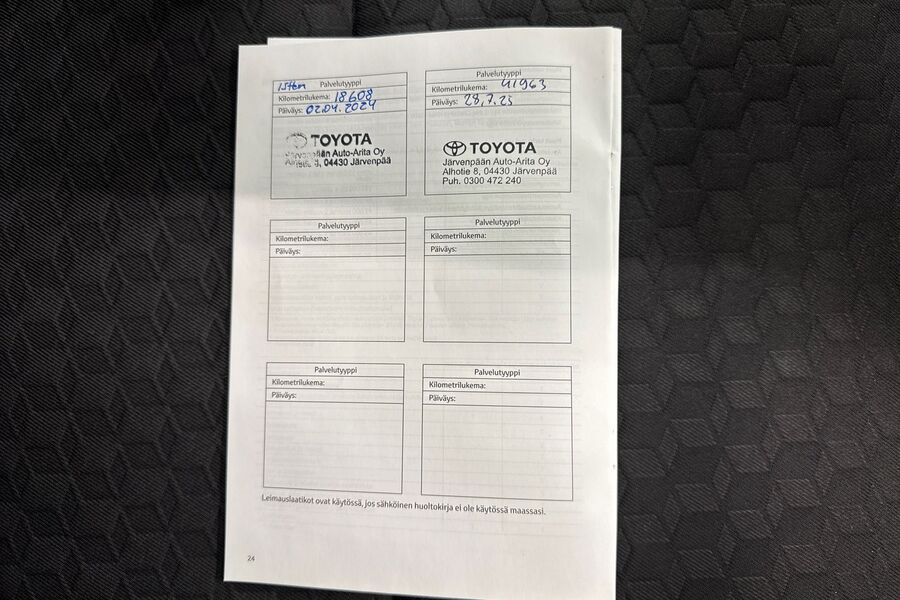 15tkm Palvelutyyppi
Kilometrilukema: 18608
Päiväys: 02.04.2024
TOYOTA
Järvenpään Auto-Arita Oy
Alhotie 8, 04430 Järvenpää
Palvelutyyppi
Kilometrilukema: 41963
Päiväys: 28.7.25
TOYOTA
Järvenpään Auto-Arita Oy
Alhotie 8, 04430 Järvenpää
Puh. 0300 472 240
Palvelutyyppi
Kilometrilukema:
Päiväys:
Palvelutyyppi
Kilometrilukema:
Päiväys:
Palvelutyyppi
Kilometrilukema:
Päiväys:
Palvelutyyppi
Kilometrilukema:
Päiväys:
Leimauslaatikot ovat käytössä, jos sähköinen huoltokirja ei ole käytössä maassasi.
24